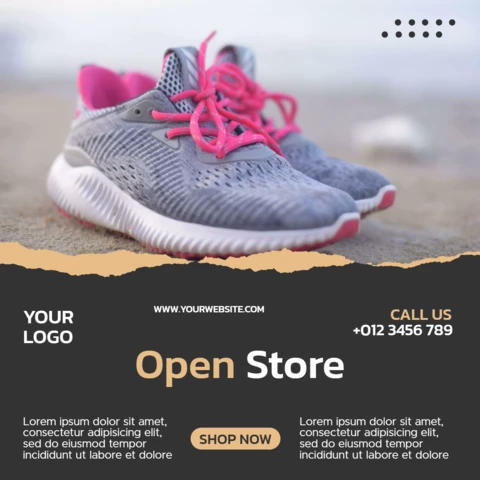 YOUR
LOGO
WWW.YOURWEBSITE.COM
CALL US
+012 3456 789
Open Store
Lorem ipsum dolor sit amet,
consectetur adipisicing elit,
sed do eiusmod tempor
incididunt ut labore et dolore
SHOP NOW
Lorem ipsum dolor sit amet,
consectetur adipisicing elit,
sed do eiusmod tempor
incididunt ut labore et dolore